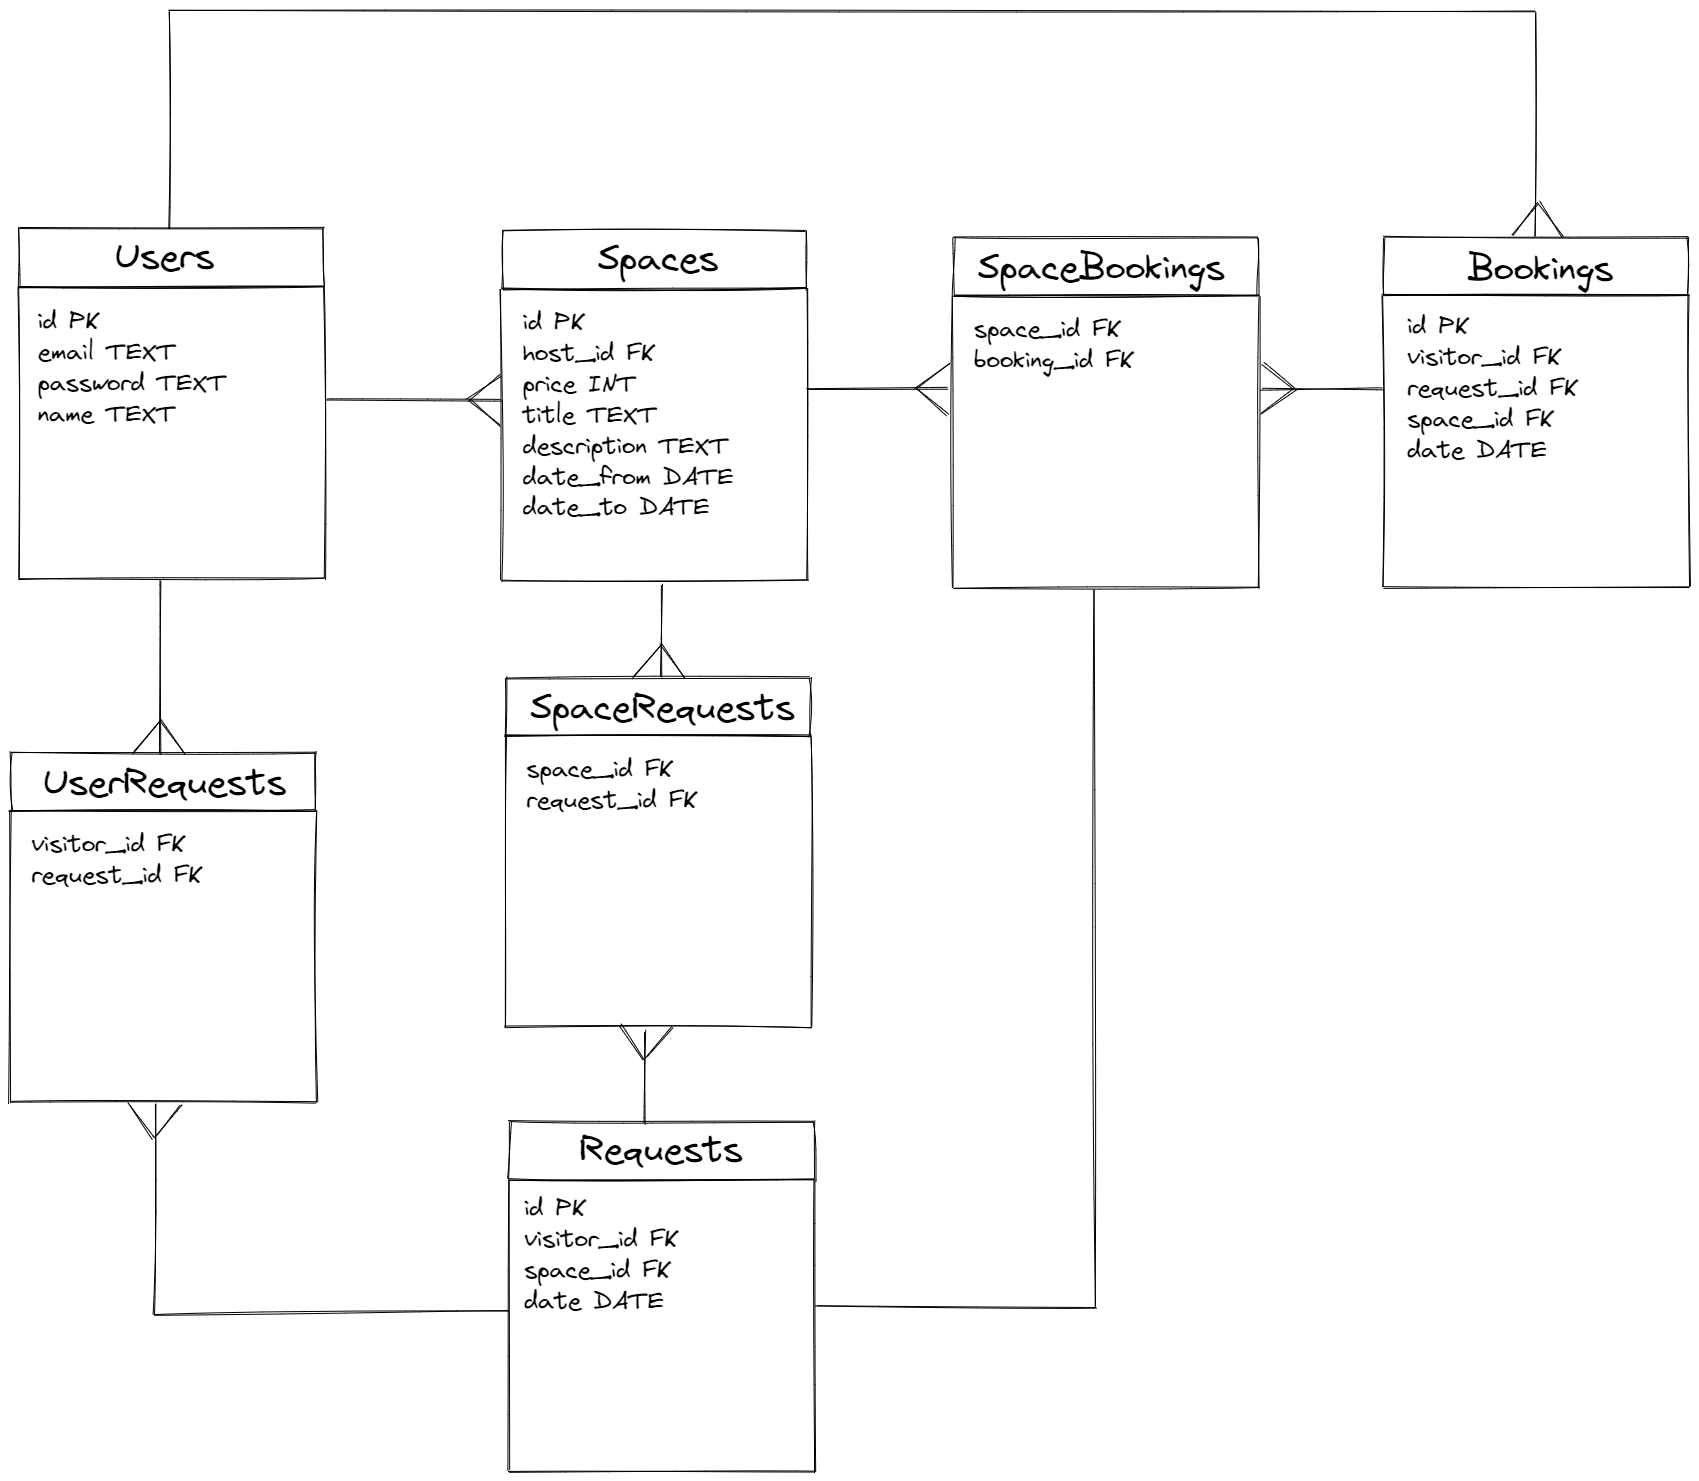 Users
id PK
email TEXT
password TEXT
name TEXT
Spaces
id PK
host_id FK
price INT
title TEXT
description TEXT
date_from DATE
date_to DATE
SpaceBookings
space_id FK
booking_id FK
Bookings
id PK
visitor_id FK
request_id FK
space_id FK
date DATE
UserRequests
visitor_id FK
request_id FK
SpaceRequests
space_id FK
request_id FK
Requests
id PK
visitor_id FK
space_id FK
date DATE